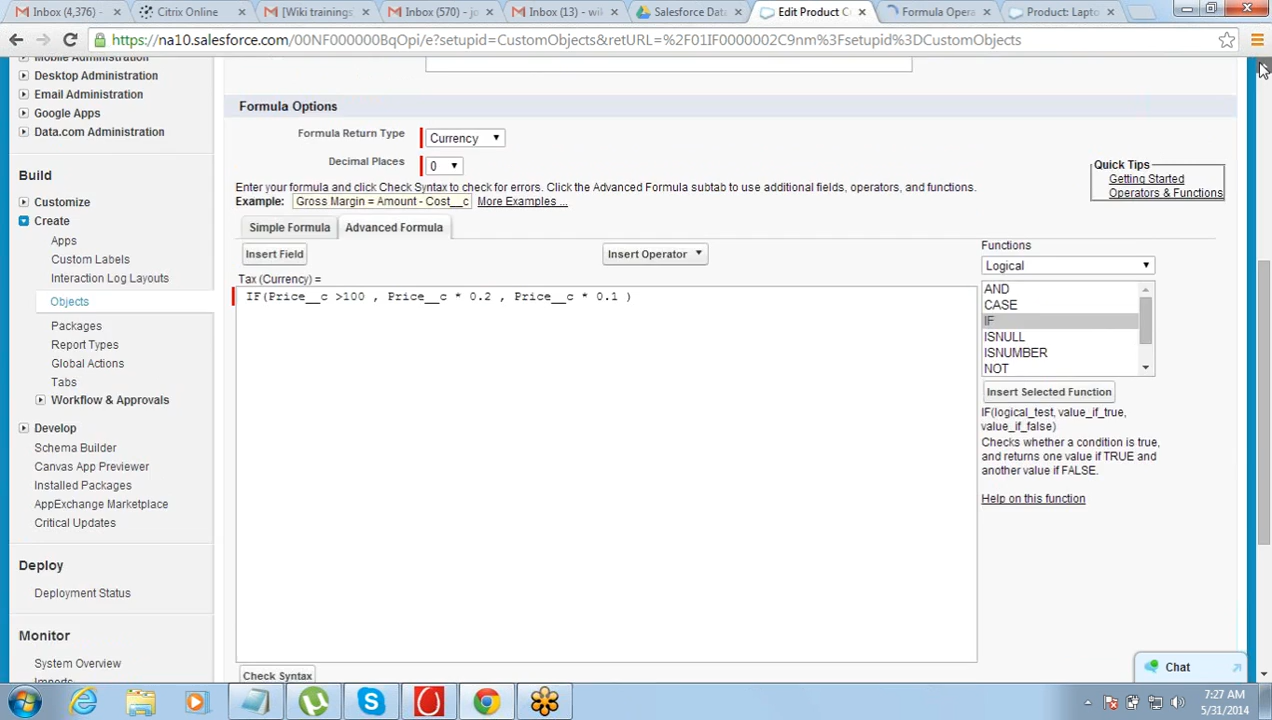 Inbox (4,376) -
Citrix Online
[Wiki trainings
Inbox (570) - jo
Inbox (13) - wi
Salesforce Dat
Edit Product C
Formula Opera
Product: Lapto
https://na10.salesforce.com/00NF000000BqOpi/e?setupid=CustomObjects&retURL=%2F01IF0000002C9nm%3Fsetupid%3DCustomObjects
Mobile Administration
Desktop Administration
Email Administration
Google Apps
Data.com Administration
Build
Customize
Create
Apps
Custom Labels
Interaction Log Layouts
Objects
Packages
Report Types
Global Actions
Tabs
Workflow & Approvals
Develop
Schema Builder
Canvas App Previewer
Installed Packages
AppExchange Marketplace
Critical Updates
Deploy
Deployment Status
Monitor
System Overview
Imports
Formula Options
Formula Return Type
Currency
Decimal Places
0
Enter your formula and click Check Syntax to check for errors. Click the Advanced Formula subtab to use additional fields, operators, and functions.
Example: Gross Margin = Amount - Cost__c More Examples ...
Quick Tips
Getting Started
Operators & Functions
Simple Formula
Advanced Formula
Insert Field
Insert Operator
Tax (Currency) =
IF(Price__c >100 , Price__c * 0.2 , Price__c * 0.1 )
Functions
Logical
AND
CASE
IF
ISNULL
ISNUMBER
NOT
Insert Selected Function
IF(logical_test, value_if_true,
value_if_false)
Checks whether a condition is true,
and returns one value if TRUE and
another value if FALSE.
Help on this function
Check Syntax
Chat
7:27 AM
5/31/2014